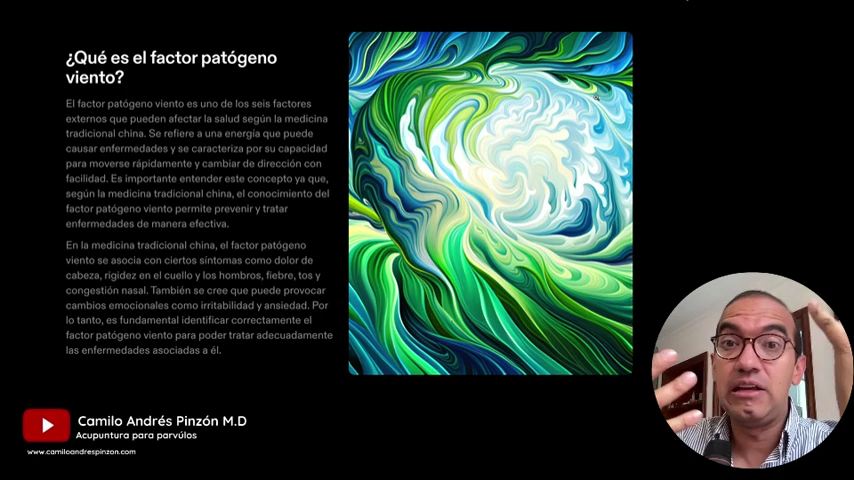 ¿Qué es el factor patógeno
viento?
El factor patógeno viento es uno de los seis factores
externos que pueden afectar la salud según la medicina
tradicional china. Se refiere a una energía que puede
causar enfermedades y se caracteriza por su capacidad
para moverse rápidamente y cambiar de dirección con
facilidad. Es importante entender este concepto ya que,
según la medicina tradicional china, el conocimiento del
factor patógeno viento permite prevenir y tratar
enfermedades de manera efectiva.
En la medicina tradicional china, el factor patógeno
viento se asocia con ciertos síntomas como dolor de
cabeza, rigidez en el cuello y los hombros, fiebre, tos y
congestión nasal. También se cree que puede provocar
cambios emocionales como irritabilidad y ansiedad. Por
lo tanto, es fundamental identificar correctamente el
factor patógeno viento para poder tratar adecuadamente
las enfermedades asociadas a él.
Camilo Andrés Pinzón M.D
Acupuntura para parvúlos
www.camiloandrespinzon.com